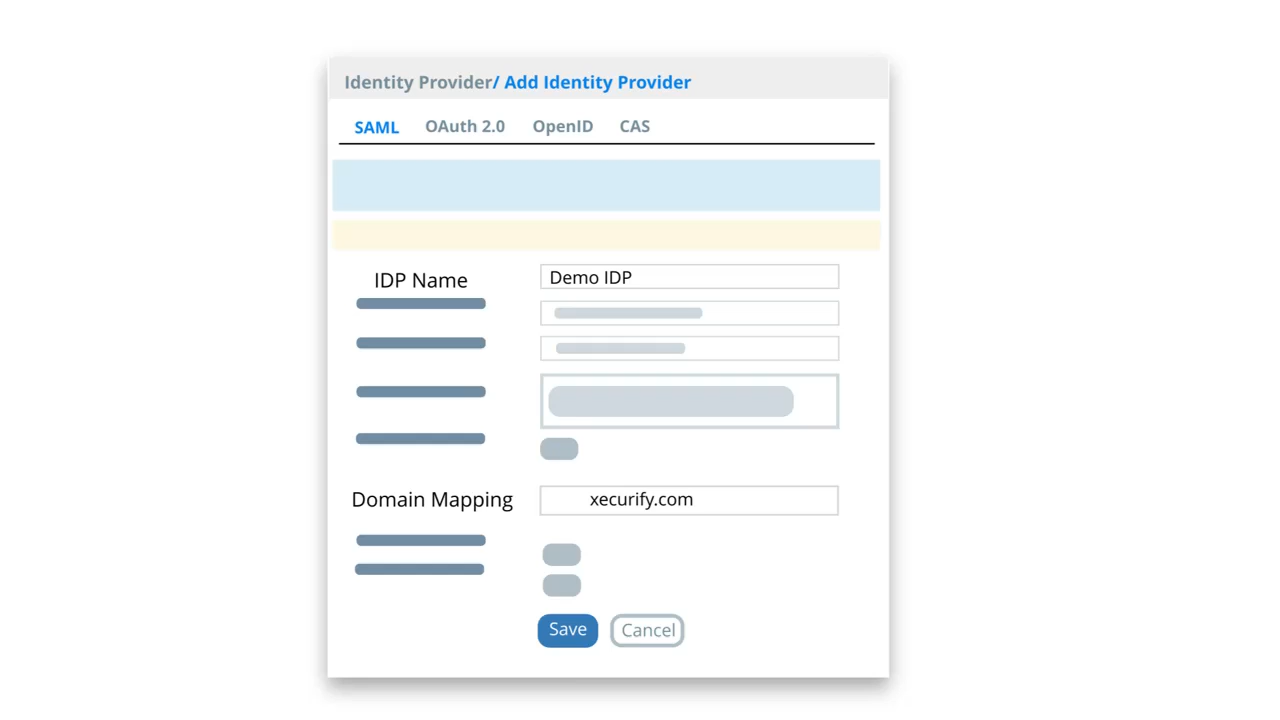 Identity Provider/ Add Identity Provider
SAML OAuth 2.0 OpenID CAS
IDP Name Demo IDP
Domain Mapping xecurify.com
Save Cancel